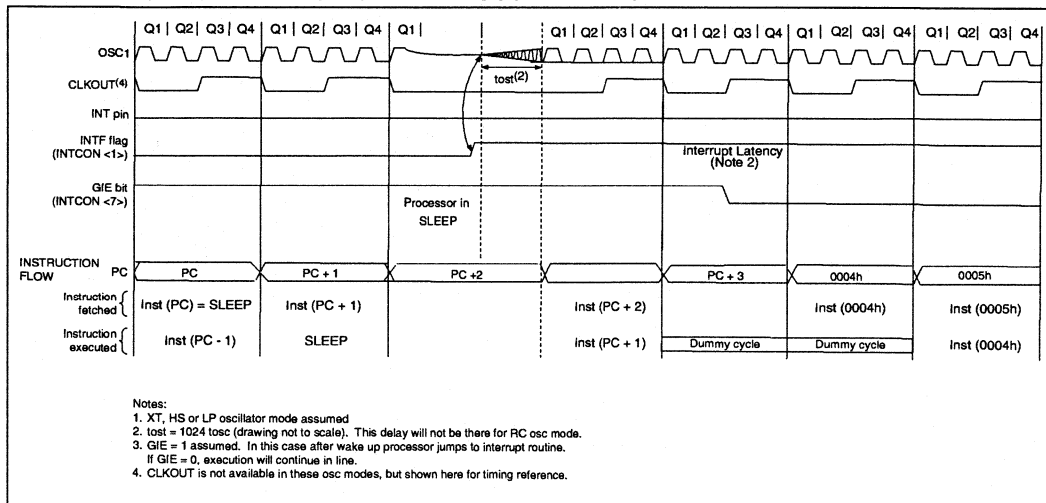 Q1 | Q2 | Q3 | Q4 Q1 | Q2 | Q3 | Q4 Q1 | Q1 | Q2 | Q3 | Q4 Q1 | Q2 | Q3 | Q4 Q1 | Q2 | Q3 | Q4 Q1 | Q2 | Q3 | Q4
OSC1
tost(2)
CLKOUT(4)
INT pin
INTF flag
(INTCON <1>)
Interrupt Latency
(Note 2)
GIE bit
(INTCON <7>)
Processor in
SLEEP
INSTRUCTION
FLOW
PC PC PC + 1 PC +2 PC + 3 0004h 0005h
Instruction
fetched
Inst (PC) = SLEEP Inst (PC + 1) Inst (PC + 2) Inst (0004h) Inst (0005h)
Instruction
executed
Inst (PC - 1) SLEEP Inst (PC + 1) Dummy cycle Dummy cycle Inst (0004h)
Notes:
1. XT, HS or LP oscillator mode assumed
2. tost = 1024 tosc (drawing not to scale). This delay will not be there for RC osc mode.
3. GIE = 1 assumed. In this case after wake up processor jumps to interrupt routine.
If GIE = 0, execution will continue in line.
4. CLKOUT is not available in these osc modes, but shown here for timing reference.